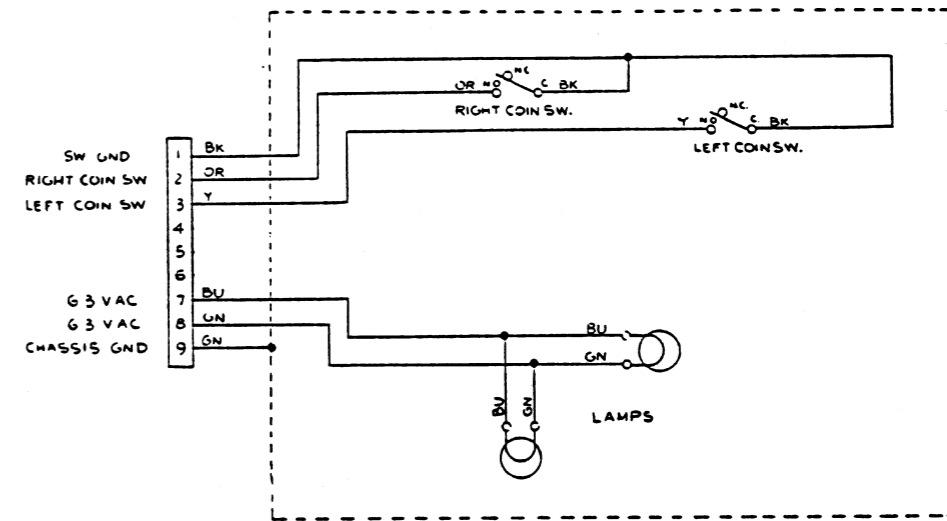 OR NO NC C BK
RIGHT COIN SW.
Y NO NC. C. BK
LEFT COIN SW.
SW GND 1 BK
RIGHT COIN SW 2 OR
LEFT COIN SW 3 Y
4
5
6
6 3 VAC 7 BU
6 3 VAC 8 GN
CHASSIS GND 9 GN
BU
GN
BU GN
LAMPS